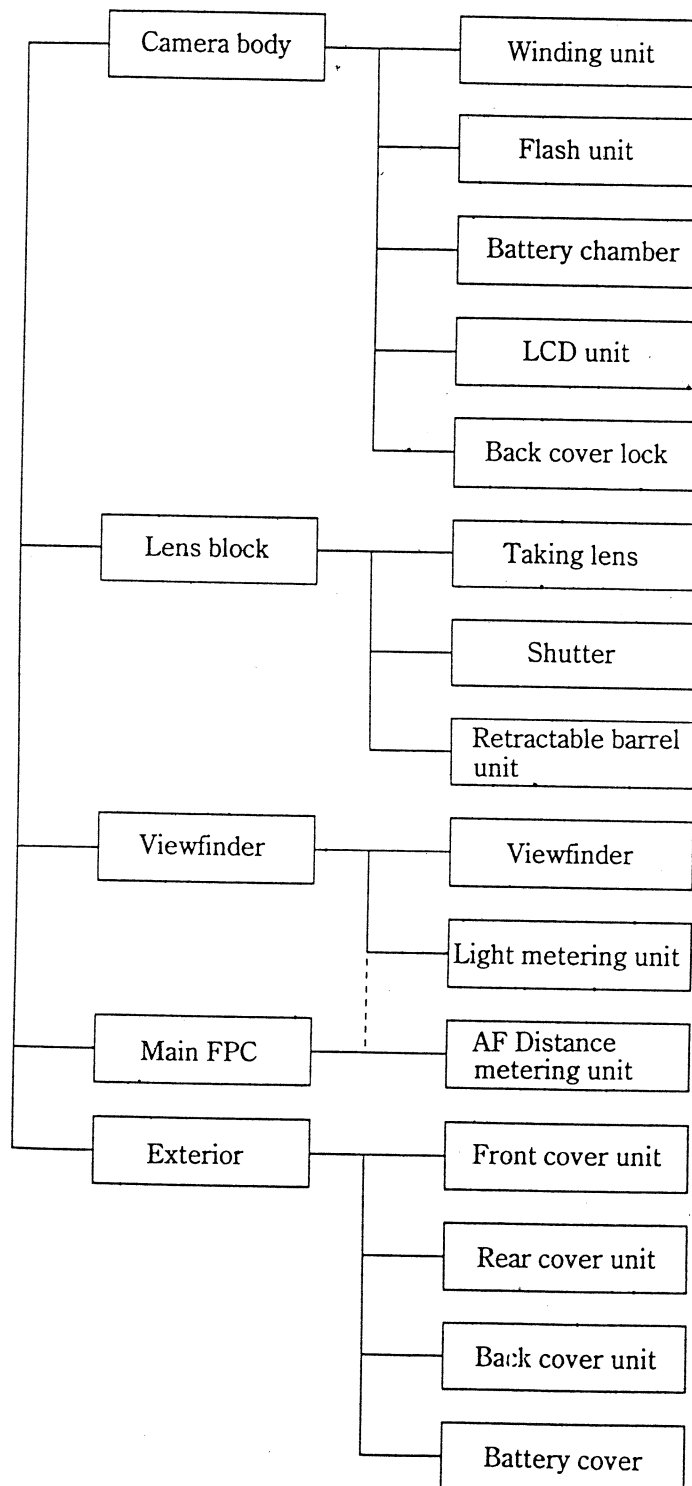 Camera body
Winding unit
Flash unit
Battery chamber
LCD unit
Back cover lock
Lens block
Taking lens
Shutter
Retractable barrel
unit
Viewfinder
Viewfinder
Light metering unit
Main FPC
AF Distance
metering unit
Exterior
Front cover unit
Rear cover unit
Back cover unit
Battery cover